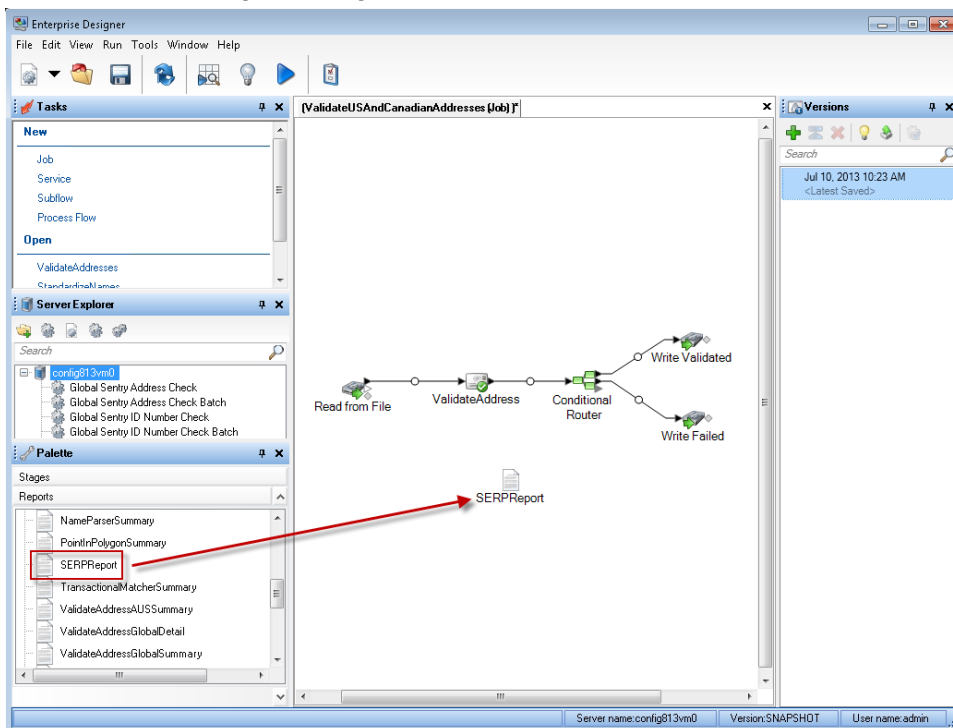 Enterprise Designer
File Edit View Run Tools Window Help
Tasks
New
Job
Service
Subflow
Process Flow
Open
ValidateAddresses
StandardizeNames
Server Explorer
Search
config813vm0
Global Sentry Address Check
Global Sentry Address Check Batch
Global Sentry ID Number Check
Global Sentry ID Number Check Batch
Palette
Stages
Reports
NameParserSummary
PointInPolygonSummary
SERPReport
TransactionalMatcherSummary
ValidateAddressAUSSummary
ValidateAddressGlobalDetail
ValidateAddressGlobalSummary
(ValidateUSAndCanadianAddresses (Job) )*
Read from File
ValidateAddress
Conditional
Router
Write Validated
Write Failed
SERPReport
Versions
Search
Jul 10, 2013 10:23 AM
<Latest Saved>
Server name:config813vm0
Version:SNAPSHOT
User name:admin